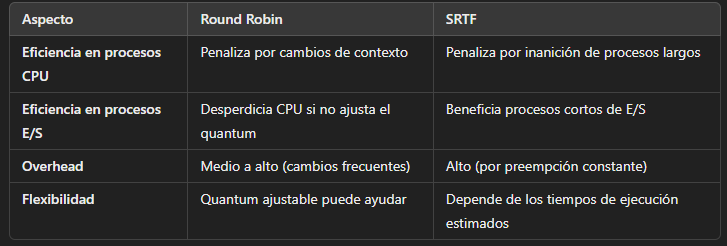 Aspecto Round Robin SRTF
Eficiencia en procesos Penaliza por cambios de contexto Penaliza por inanición de procesos largos
CPU
Eficiencia en procesos Desperdicia CPU si no ajusta el Beneficia procesos cortos de E/S
E/S quantum
Overhead Medio a alto (cambios frecuentes) Alto (por preempción constante)
Flexibilidad Quantum ajustable puede ayudar Depende de los tiempos de ejecución
estimados